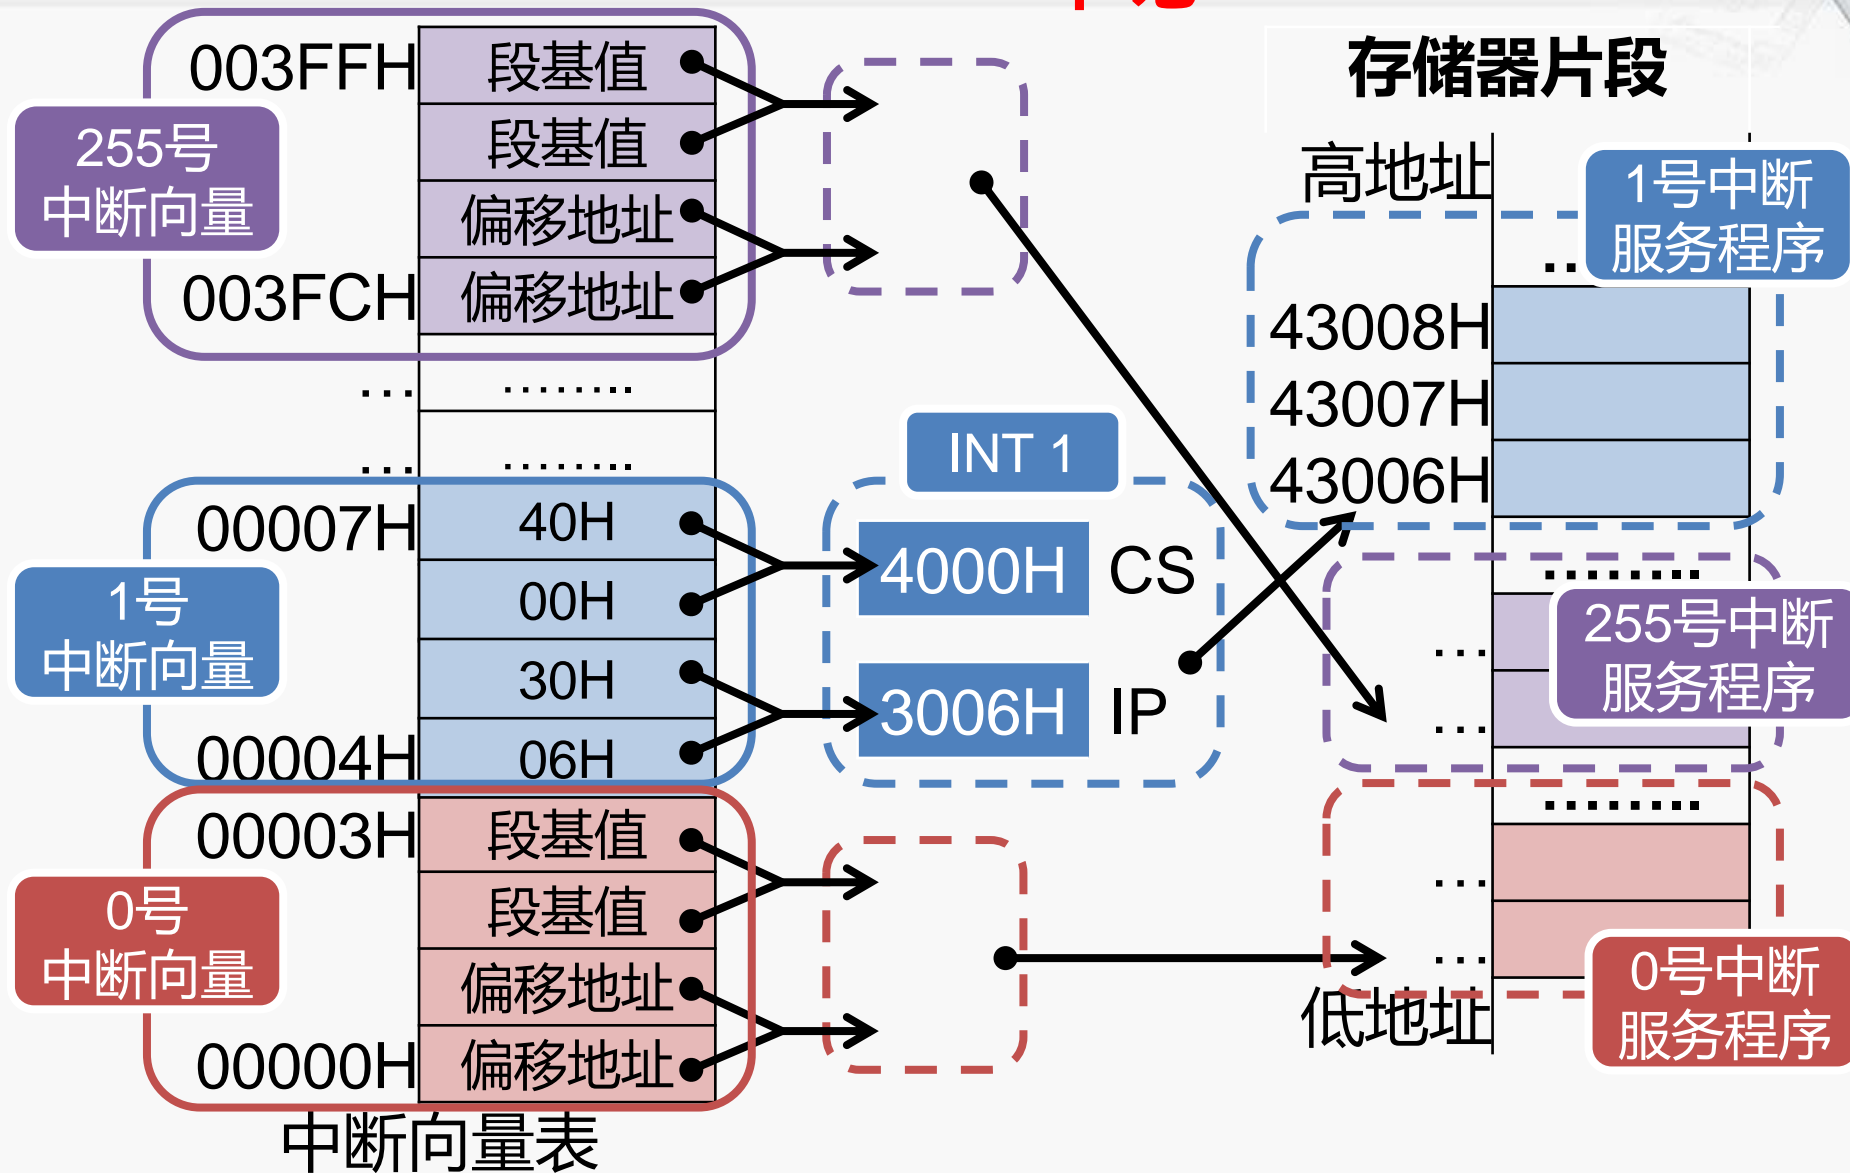 存储器片段
003FFH
段基值
段基值
偏移地址
003FCH
偏移地址
255号
中断向量
…
........
…
........
00007H
40H
00H
30H
00004H
06H
1号
中断向量
00003H
段基值
段基值
偏移地址
00000H
偏移地址
0号
中断向量
中断向量表
INT 1
4000H
CS
3006H
IP
高地址
1号中断
服务程序
..
43008H
43007H
43006H
........
…
…
255号中断
服务程序
........
…
…
0号中断
服务程序
低地址